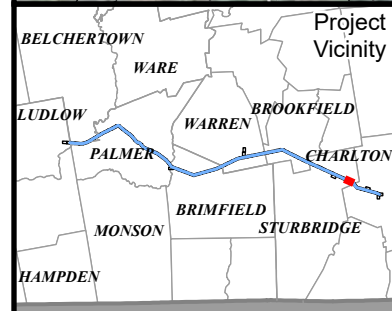 Project
Vicinity
BELCHERTOWN
WARE
BROOKFIELD
LUDLOW
WARREN
PALMER
CHARLTON
BRIMFIELD
STURBRIDGE
MONSON
HAMPDEN